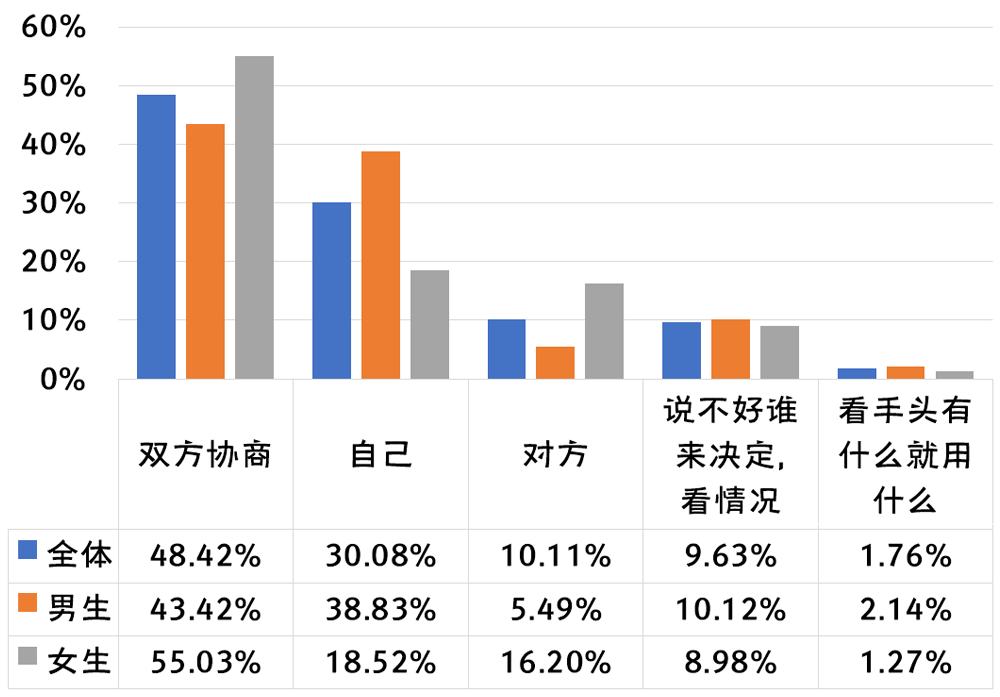 60%
50%
40%
30%
20%
10%
0%
双方协商
自己
对方
说不好谁
来决定,
看情况
看手头有
什么就用
什么
全体 48.42% 30.08% 10.11% 9.63% 1.76%
男生 43.42% 38.83% 5.49% 10.12% 2.14%
女生 55.03% 18.52% 16.20% 8.98% 1.27%